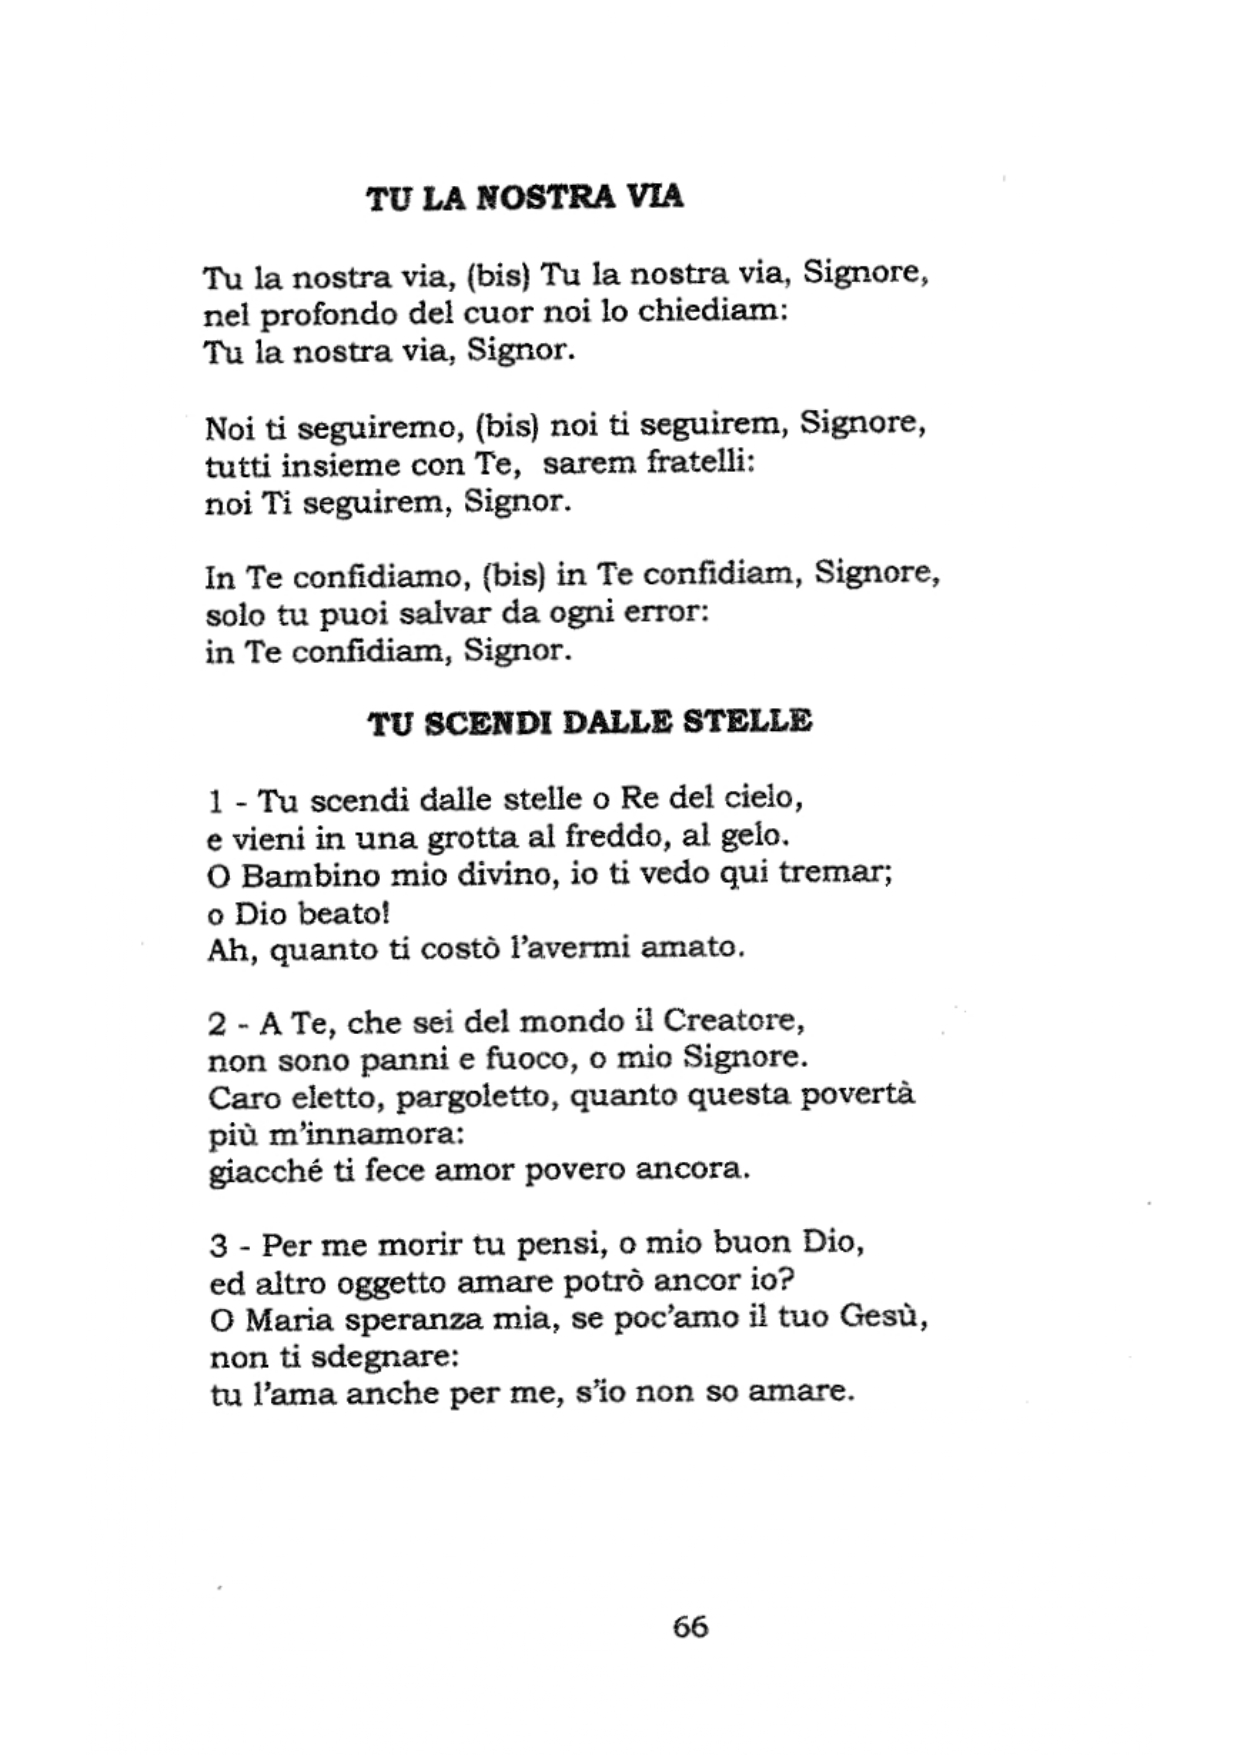 TU LA NOSTRA VIA
Tu la nostra via, (bis) Tu la nostra via, Signore,
nel profondo del cuor noi lo chiediam:
Tu la nostra via, Signor.
Noi ti seguiremo, (bis) noi ti seguirem, Signore,
tutti insieme con Te, sarem fratelli:
noi Ti seguirem, Signor.
In Te confidiamo, (bis) in Te confidiam, Signore,
solo tu puoi salvar da ogni error:
in Te confidiam, Signor.
TU SCENDI DALLE STELLE
1 - Tu scendi dalle stelle o Re del cielo,
e vieni in una grotta al freddo, al gelo.
O Bambino mio divino, io ti vedo qui tremar;
o Dio beato!
Ah, quanto ti costò l'avermi amato.
2 - A Te, che sei del mondo il Creatore,
non sono panni e fuoco, o mio Signore.
Caro eletto, pargoletto, quanto questa povertà
più m'innamora:
giacché ti fece amor povero ancora.
3 - Per me morir tu pensi, o mio buon Dio,
ed altro oggetto amare potrò ancor io?
O Maria speranza mia, se poc'amo il tuo Gesù,
non ti sdegnare:
tu l'ama anche per me, s'io non so amare.
66